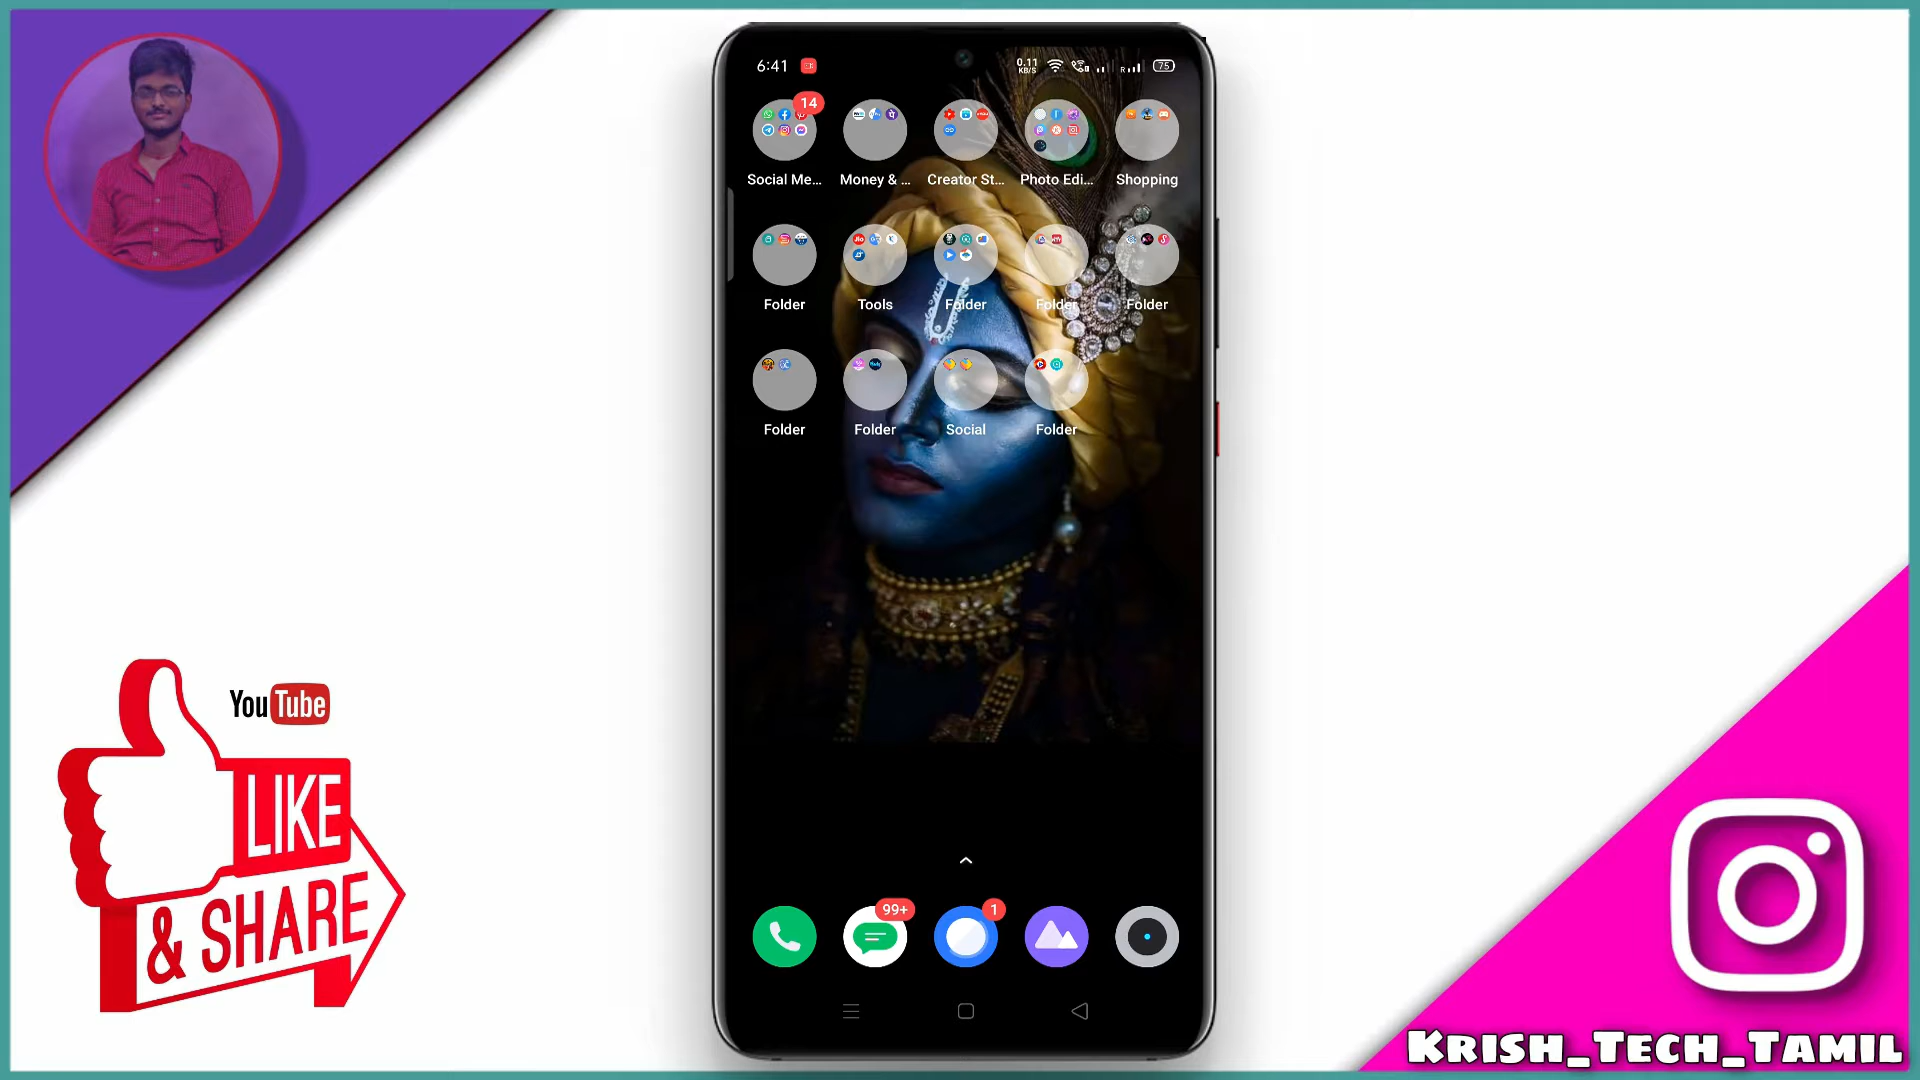 6:41
0.11
KB/S
R
75
14
Social Me...
Money & ...
Creator St...
Photo Edi...
Shopping
Folder
Tools
Folder
Folder
Folder
Folder
Folder
Social
Folder
YouTube
LIKE
& SHARE
99+
1
KRISH_TECH_TAMIL